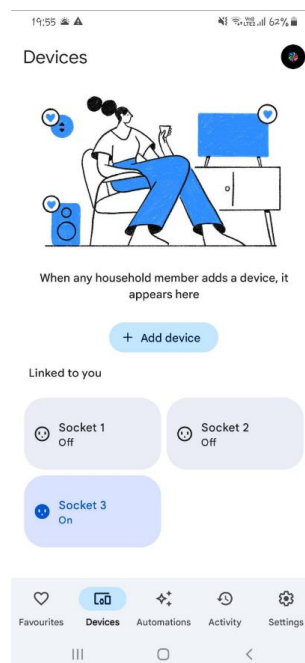 19:55
62%
Devices
When any household member adds a device, it
appears here
+ Add device
Linked to you
Socket 1
Off
Socket 2
Off
Socket 3
On
Favourites
Devices
Automations
Activity
Settings